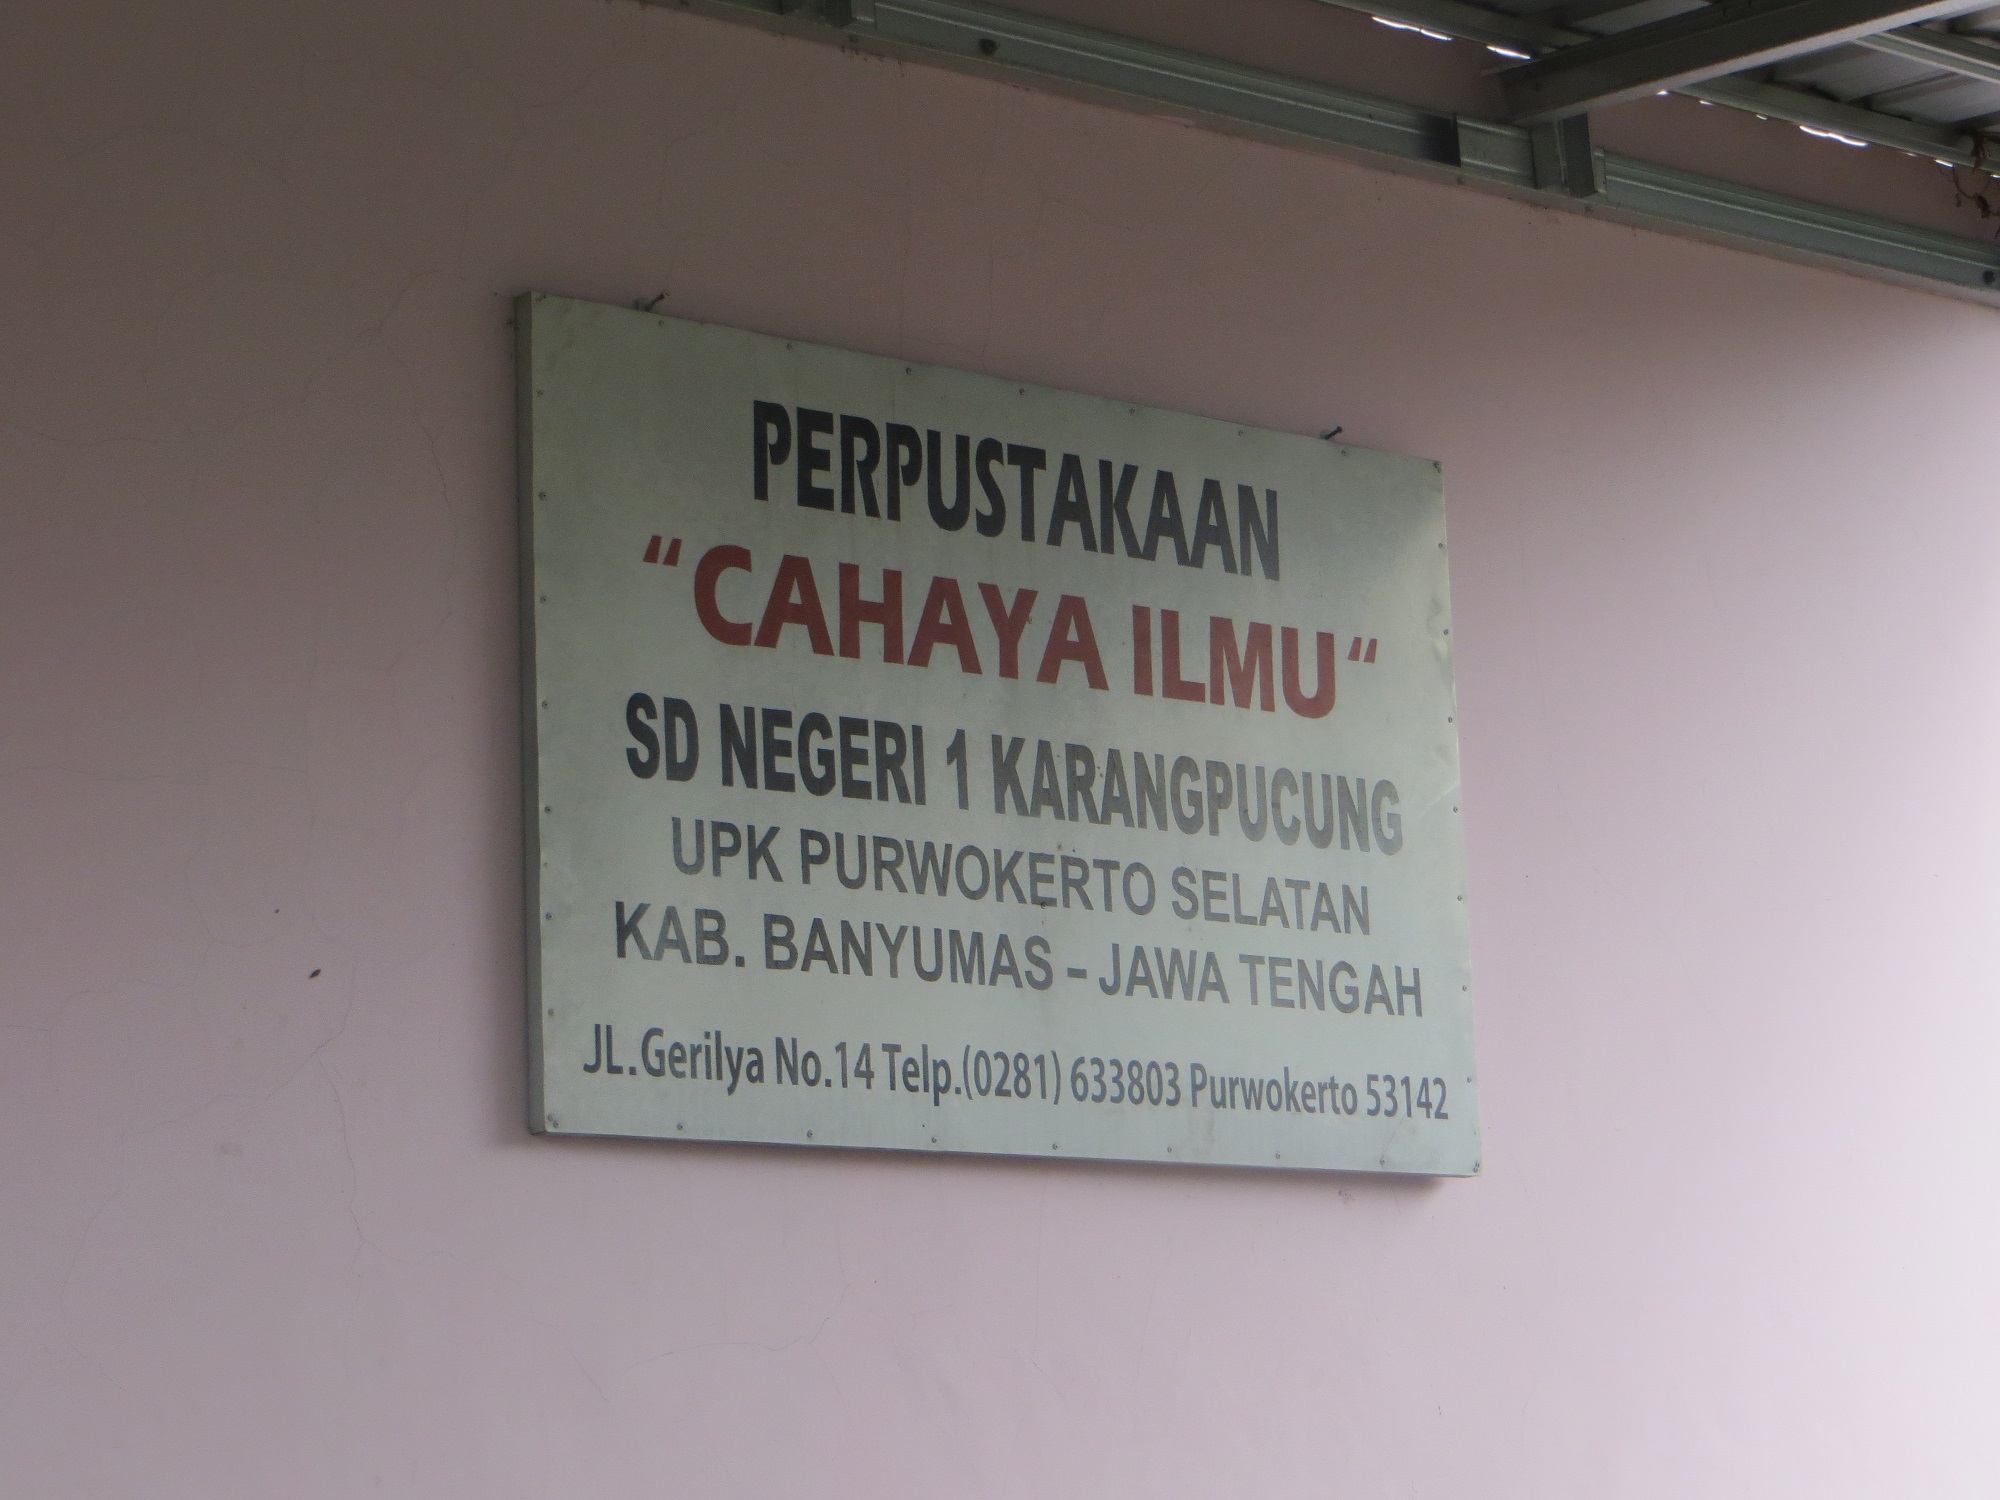 PERPUSTAKAAN
“CAHAYA ILMU“
SD NEGERI 1 KARANGPUCUNG
UPK PURWOKERTO SELATAN
KAB. BANYUMAS – JAWA TENGAH
JL.Gerilya No.14 Telp.(0281) 633803 Purwokerto 53142